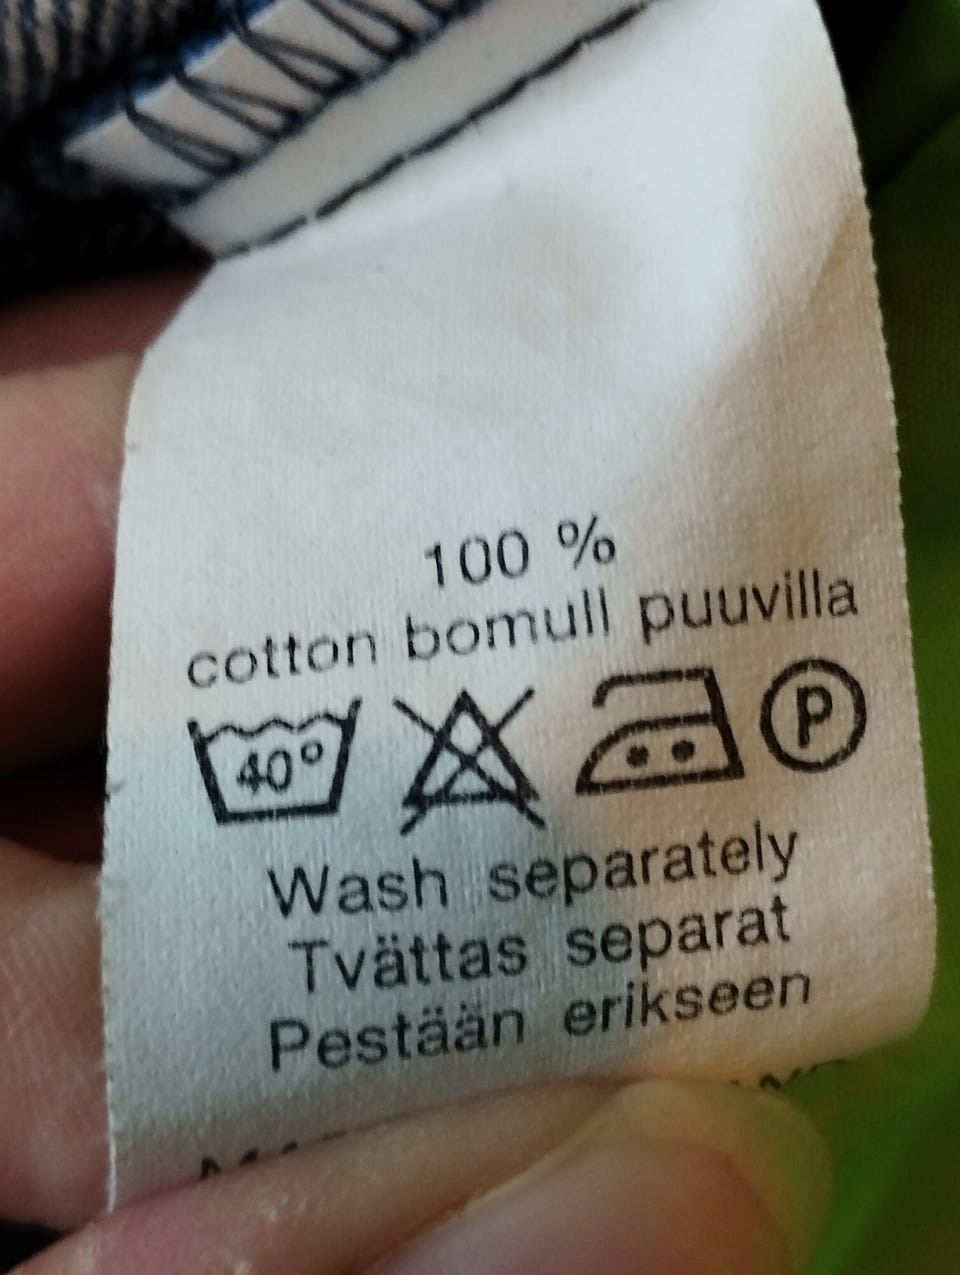 100 %
cotton bomull puuvilla
40° P
Wash separately
Tvättas separat
Pestään erikseen